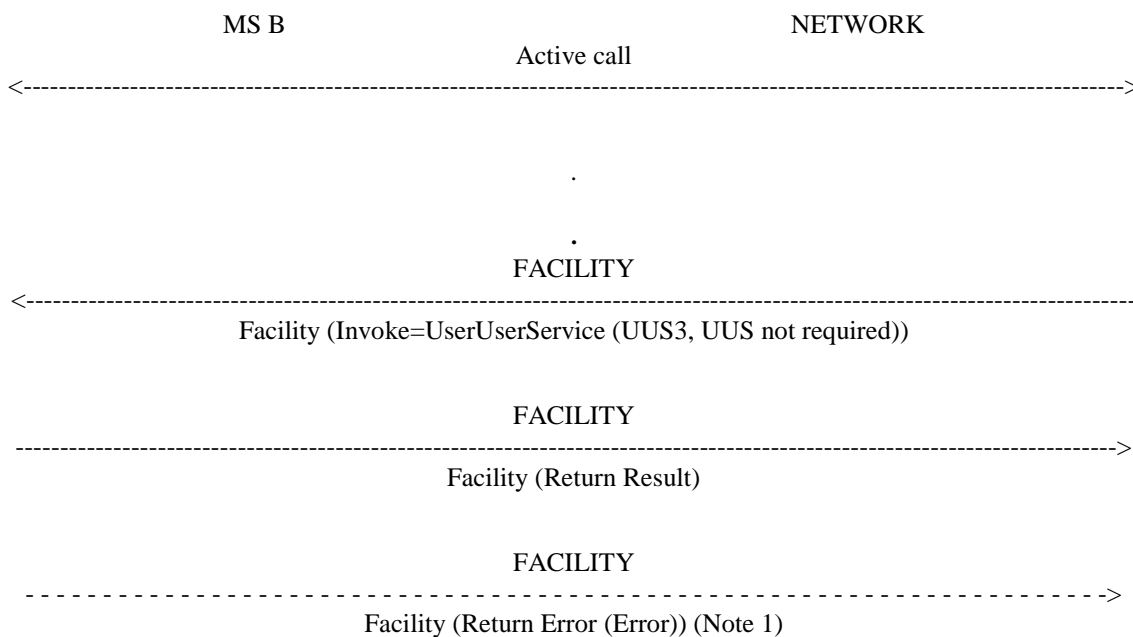 MS B NETWORK
Active call
<----------------------------------------------------------------------------------------------------------------------------->
.
.
FACILITY
<-----------------------------------------------------------------------------------------------------------------------------
Facility (Invoke=UserUserService (UUS3, UUS not required))
FACILITY
----------------------------------------------------------------------------------------------------------------------------->
Facility (Return Result)
FACILITY
- - - - - - - - - - - - - - - - - - - - - - - - - - - - - - - - - - - - - - - - - - - - - - - - - - - - - - - - - - - - - - - - - - - - - - ->
Facility (Return Error (Error)) (Note 1)